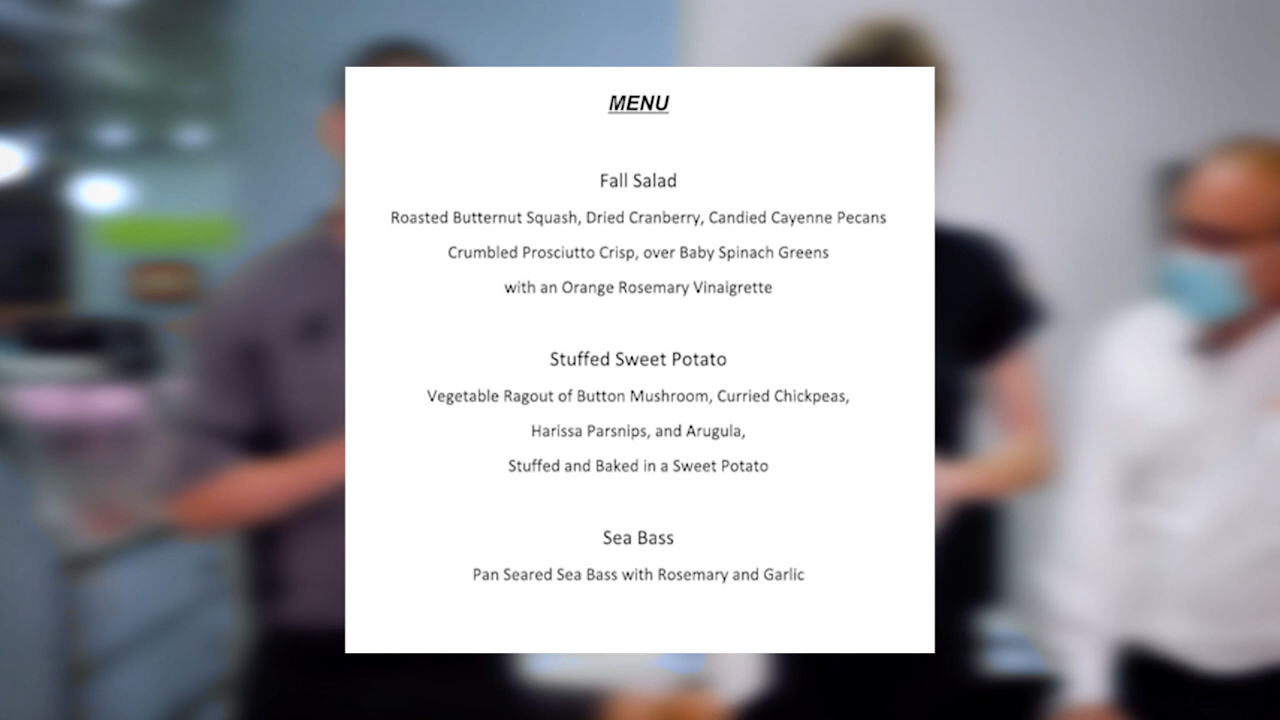 MENU
Fall Salad
Roasted Butternut Squash, Dried Cranberry, Candied Cayenne Pecans
Crumbled Prosciutto Crisp, over Baby Spinach Greens
with an Orange Rosemary Vinaigrette
Stuffed Sweet Potato
Vegetable Ragout of Button Mushroom, Curried Chickpeas,
Harissa Parsnips, and Arugula,
Stuffed and Baked in a Sweet Potato
Sea Bass
Pan Seared Sea Bass with Rosemary and Garlic